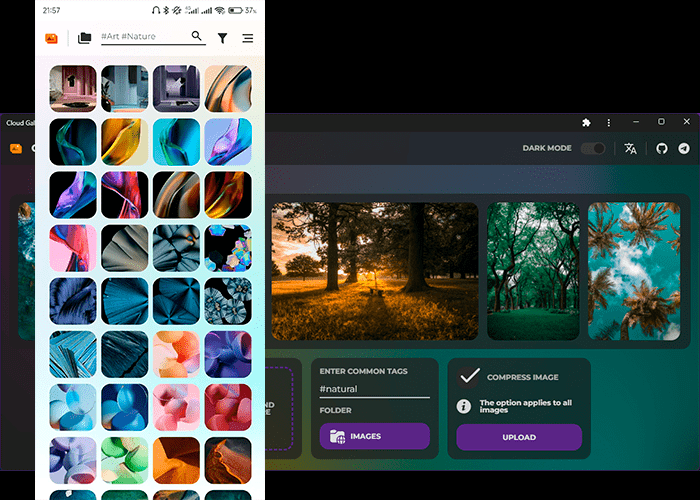 21:57
4G
37%
#Art #Nature
Cloud Gal
DARK MODE
ND
E
ENTER COMMON TAGS
#natural
FOLDER
IMAGES
COMPRESS IMAGE
The option applies to all
images
UPLOAD